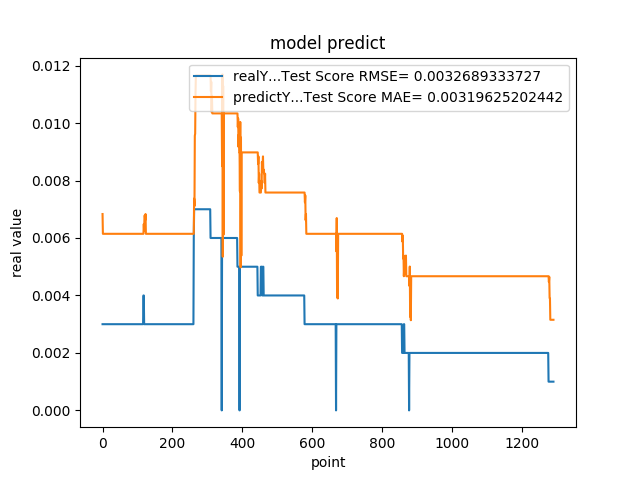 model predict
realY...Test Score RMSE= 0.0032689333727
predictY...Test Score MAE= 0.00319625202442
real value
0.012
0.010
0.008
0.006
0.004
0.002
0.000
0 200 400 600 800 1000 1200
point